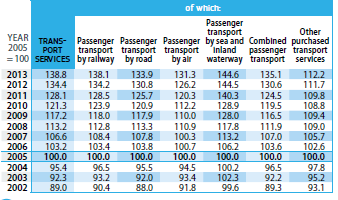 of which:
YEAR 2005 = 100 TRANS- PORT SERVICES Passenger transport by railway Passenger transport by road Passenger transport by air Passenger transport by sea and inland waterway Combined passenger transport Other purchased transport services
2013 138.8 138.1 133.9 131.3 144.6 135.1 112.2
2012 134.4 134.2 130.8 126.2 144.5 130.6 111.7
2011 128.1 128.5 125.7 120.3 140.3 124.5 109.8
2010 121.3 123.9 120.9 112.2 128.9 119.5 108.8
2009 117.2 118.0 117.9 110.0 128.0 116.5 109.4
2008 113.2 112.8 113.3 110.9 117.8 111.9 109.0
2007 106.6 108.4 107.8 100.3 113.2 107.0 105.7
2006 103.2 103.4 103.8 100.7 106.2 103.6 102.6
2005 100.0 100.0 100.0 100.0 100.0 100.0 100.0
2004 95.4 96.5 95.5 94.5 100.2 96.5 97.8
2003 92.3 93.2 92.0 93.4 102.3 92.2 95.2
2002 89.0 90.4 88.0 91.8 99.6 89.3 93.1